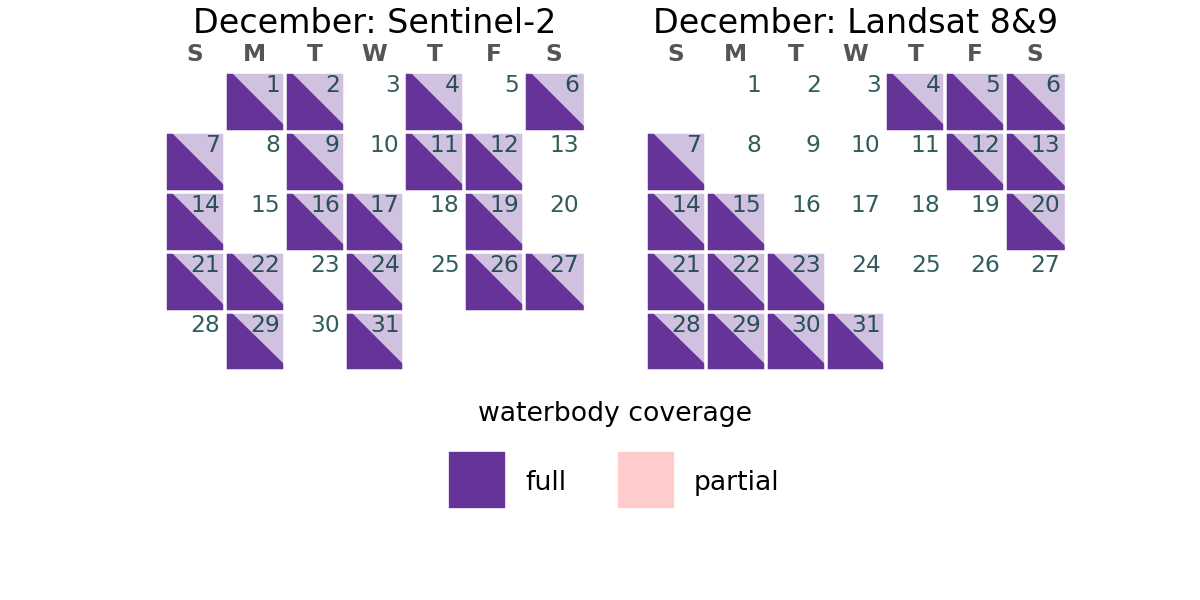 December: Sentinel-2
S M T W T F S
1 2 3 4 5 6
7 8 9 10 11 12 13
14 15 16 17 18 19 20
21 22 23 24 25 26 27
28 29 30 31
December: Landsat 8&9
S M T W T F S
1 2 3 4 5 6
7 8 9 10 11 12 13
14 15 16 17 18 19 20
21 22 23 24 25 26 27
28 29 30 31
waterbody coverage
full partial